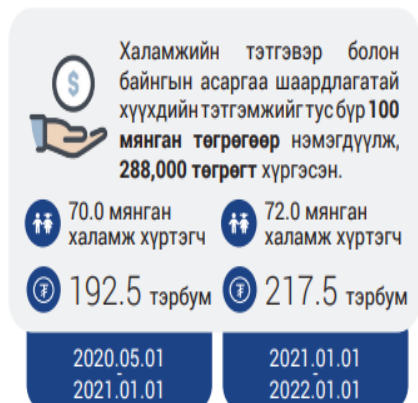 $
Халамжийн тэтгэвэр болон
байнгын асаргаа шаардлагатай
хүүхдийн тэтгэмжийг тус бүр 100
мянган төгрөгөөр нэмэгдүүлж,
288,000 төгрөгт хүргэсэн.
70.0 мянган
халамж хүртэгч
72.0 мянган
халамж хүртэгч
₮ 192.5 тэрбум
₮ 217.5 тэрбум
2020.05.01
-
2021.01.01
2021.01.01
-
2022.01.01